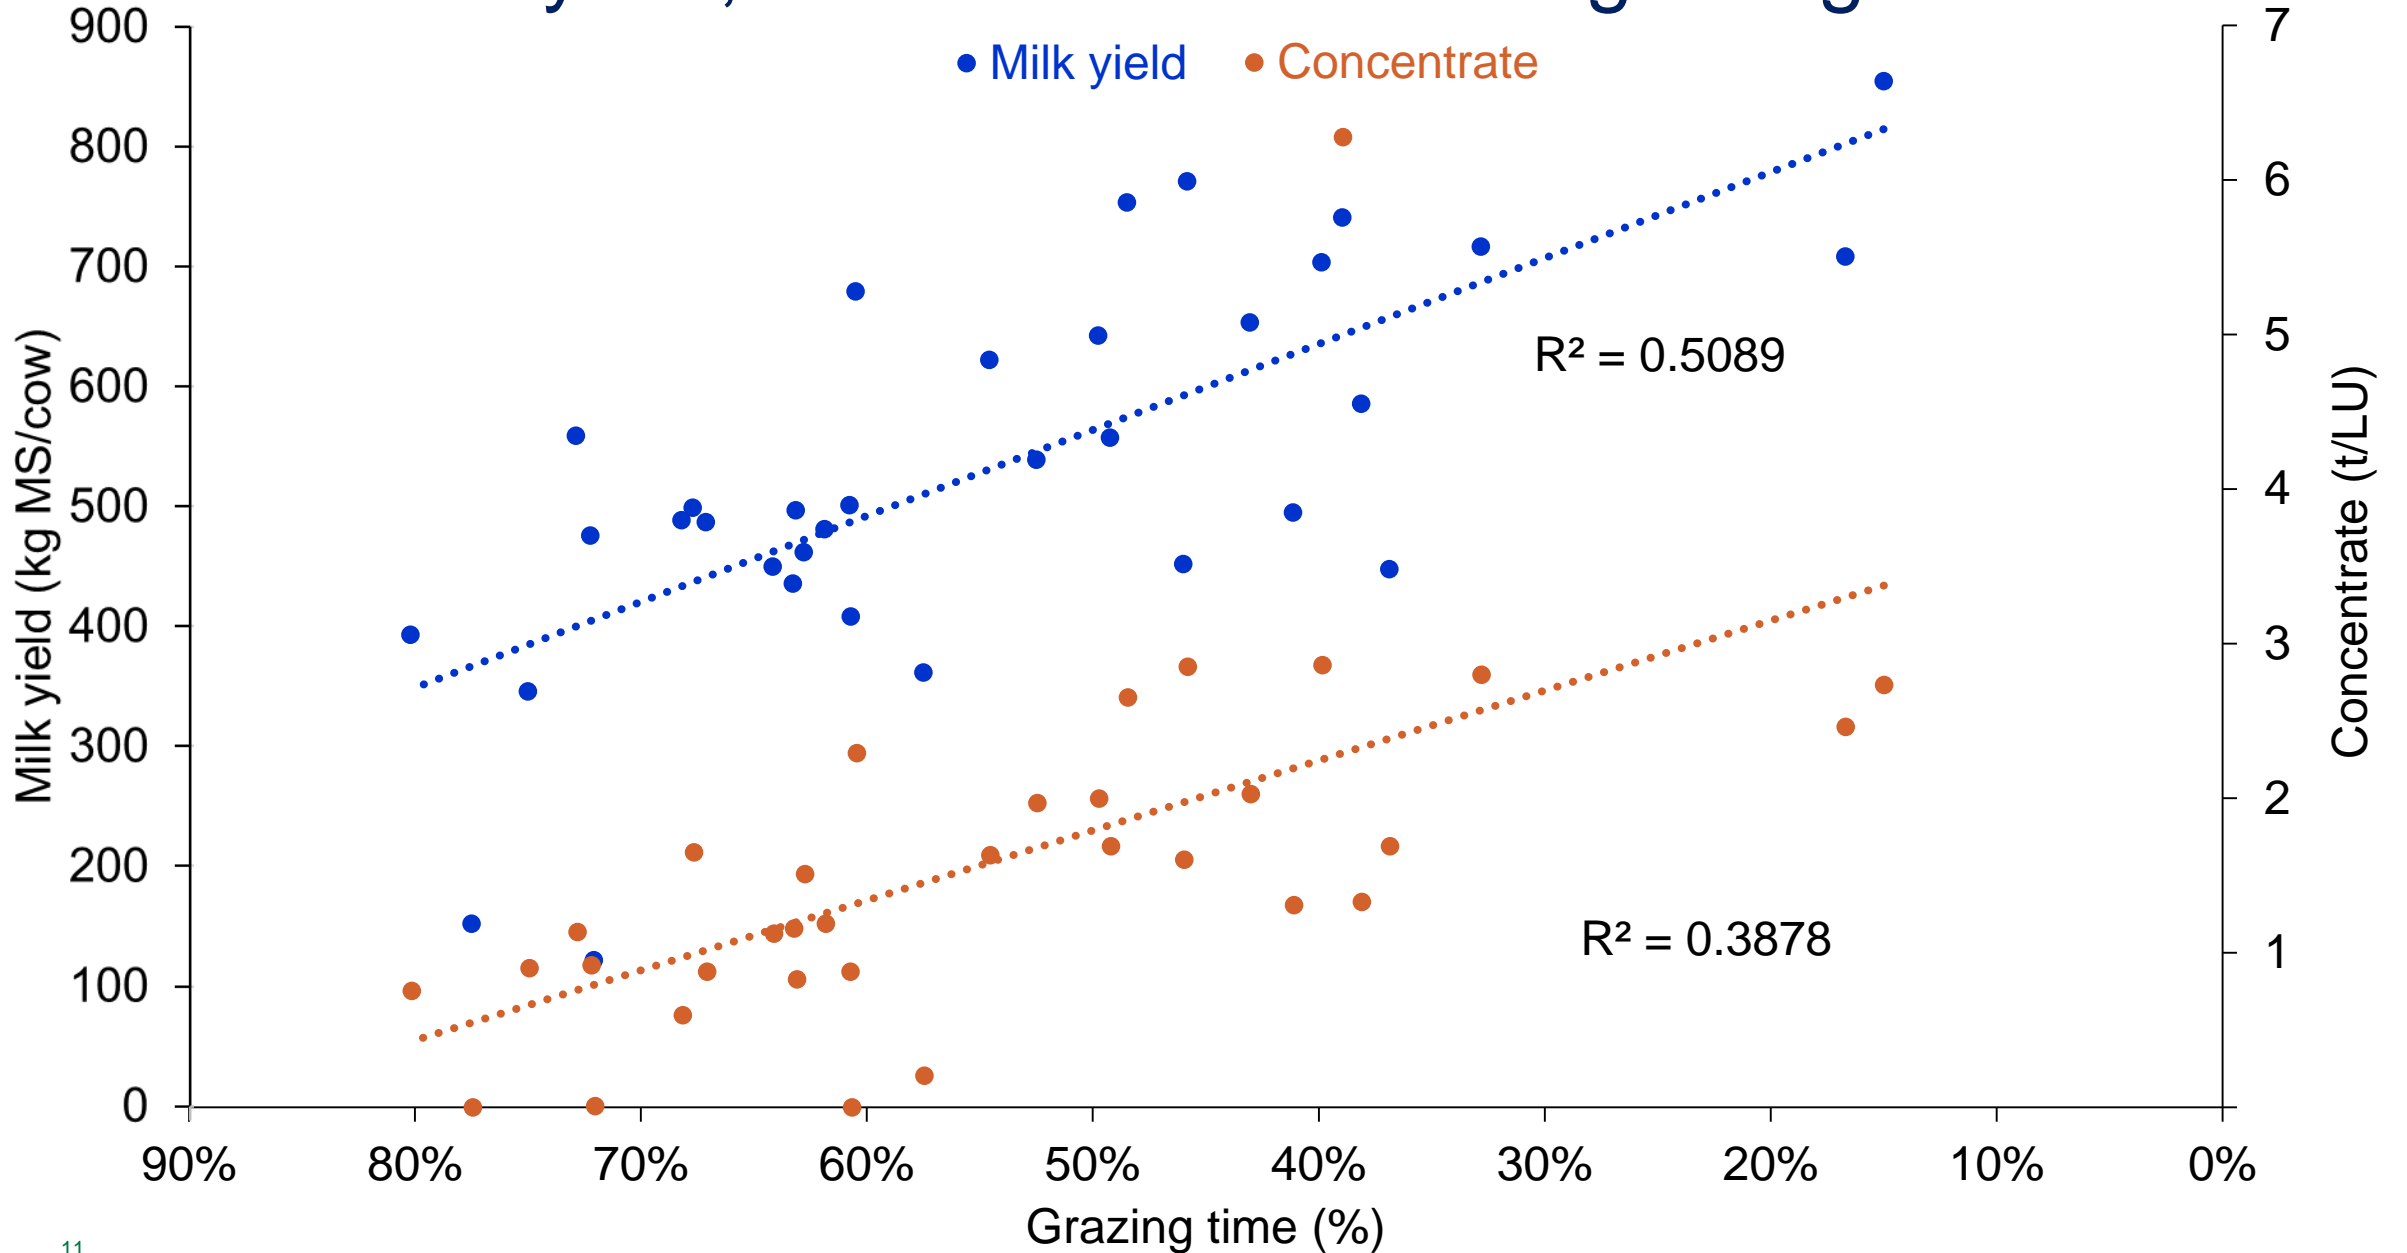 Milk yield Concentrate
900
800
700
600
500
400
300
200
100
0
Milk yield (kg MS/cow)
7
6
5
4
3
2
1
Concentrate (t/LU)
R² = 0.5089
R² = 0.3878
90% 80% 70% 60% 50% 40% 30% 20% 10% 0%
Grazing time (%)
11